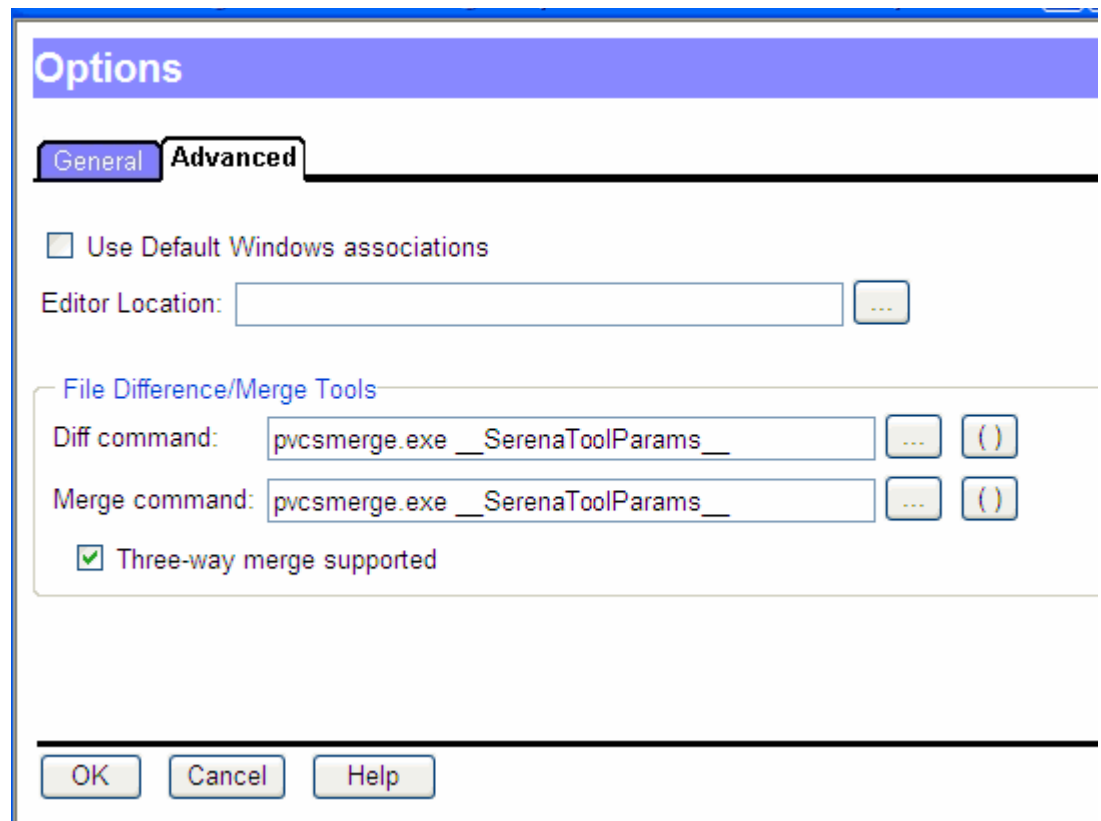 Options
General Advanced
Use Default Windows associations
Editor Location: ...
File Difference/Merge Tools
Diff command: pvcsmerge.exe __SerenaToolParams__ ... ( )
Merge command: pvcsmerge.exe __SerenaToolParams__ ... ( )
Three-way merge supported
OK Cancel Help